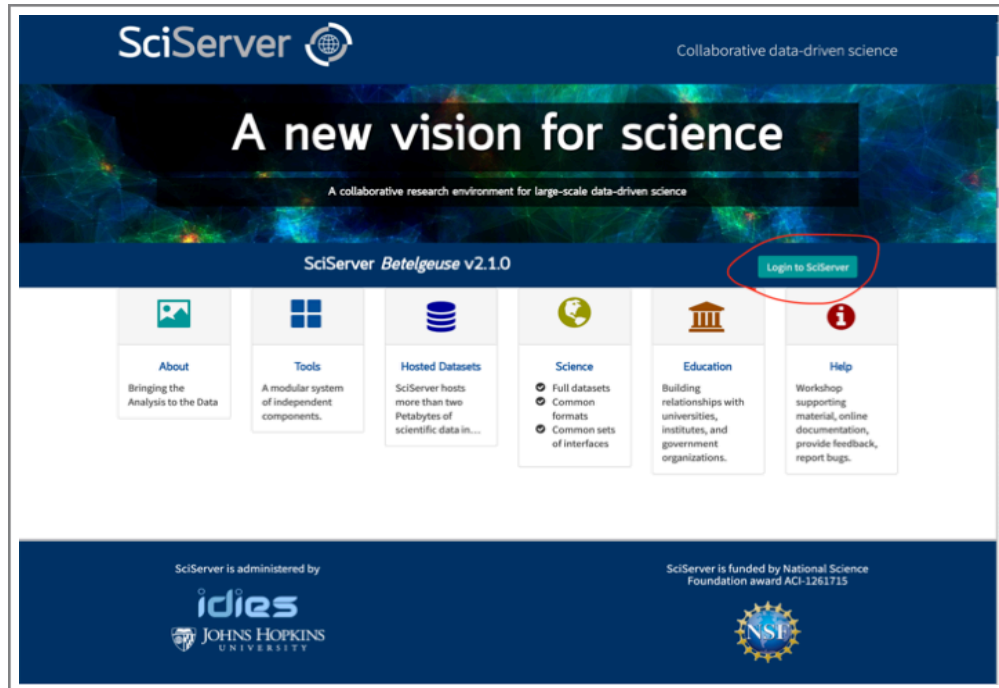 SciServer
Collaborative data-driven science
A new vision for science
A collaborative research environment for large-scale data-driven science
SciServer Betelgeuse v2.1.0
Login to SciServer
About
Bringing the
Analysis to the Data
Tools
A modular system
of independent
components.
Hosted Datasets
SciServer hosts
more than two
Petabytes of
scientific data in....
Science
Full datasets
Common
formats
Common sets
of interfaces
Education
Building
relationships with
universities,
institutes, and
government
organizations.
Help
Workshop
supporting
material, online
documentation,
provide feedback,
report bugs.
SciServer is administered by
idies
JOHNS HOPKINS
UNIVERSITY
SciServer is funded by National Science
Foundation award ACI-1261715
NSF